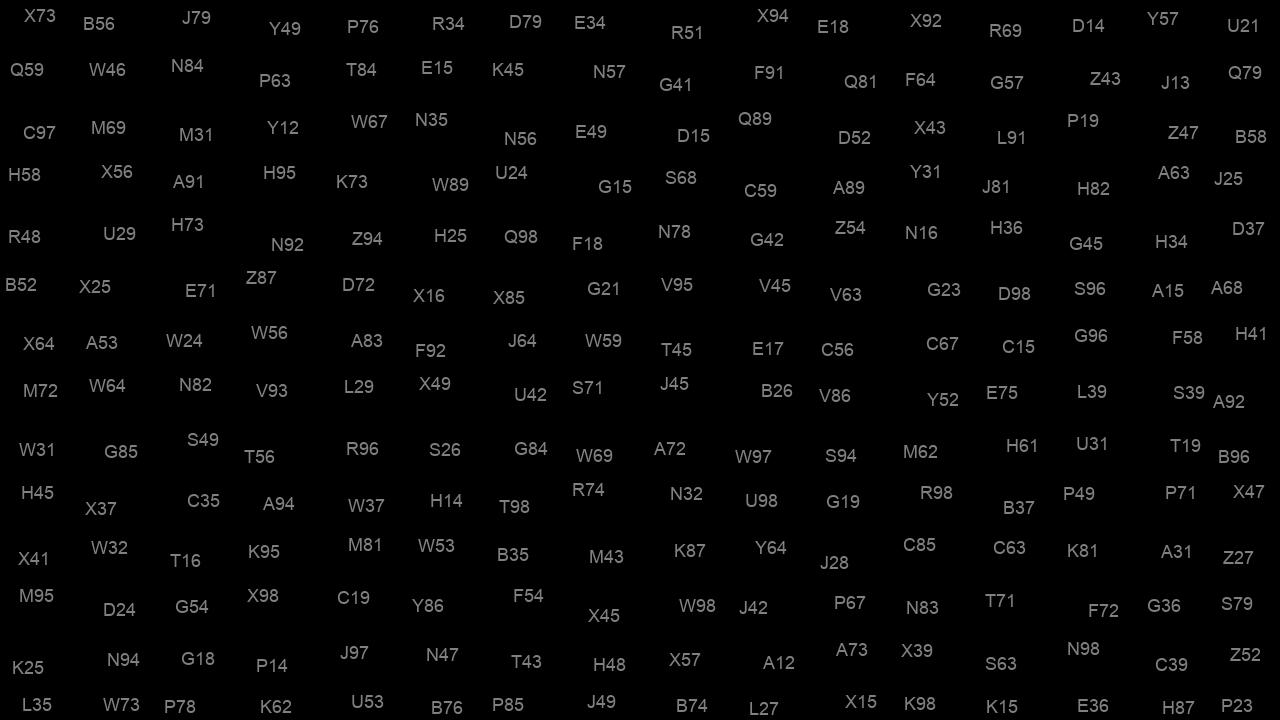 X73 B56 J79 Y49 P76 R34 D79 E34 R51 X94 E18 X92 R69 D14 Y57 U21
Q59 W46 N84 P63 T84 E15 K45 N57 G41 F91 Q81 F64 G57 Z43 J13 Q79
C97 M69 M31 Y12 W67 N35 N56 E49 D15 Q89 D52 X43 L91 P19 Z47 B58
H58 X56 A91 H95 K73 W89 U24 G15 S68 C59 A89 Y31 J81 H82 A63 J25
R48 U29 H73 N92 Z94 H25 Q98 F18 N78 G42 Z54 N16 H36 G45 H34 D37
B52 X25 E71 Z87 D72 X16 X85 G21 V95 V45 V63 G23 D98 S96 A15 A68
X64 A53 W24 W56 A83 F92 J64 W59 T45 E17 C56 C67 C15 G96 F58 H41
M72 W64 N82 V93 L29 X49 U42 S71 J45 B26 V86 Y52 E75 L39 S39 A92
W31 G85 S49 T56 R96 S26 G84 W69 A72 W97 S94 M62 H61 U31 T19 B96
H45 X37 C35 A94 W37 H14 T98 R74 N32 U98 G19 R98 B37 P49 P71 X47
X41 W32 T16 K95 M81 W53 B35 M43 K87 Y64 J28 C85 C63 K81 A31 Z27
M95 D24 G54 X98 C19 Y86 F54 X45 W98 J42 P67 N83 T71 F72 G36 S79
K25 N94 G18 P14 J97 N47 T43 H48 X57 A12 A73 X39 S63 N98 C39 Z52
L35 W73 P78 K62 U53 B76 P85 J49 B74 L27 X15 K98 K15 E36 H87 P23